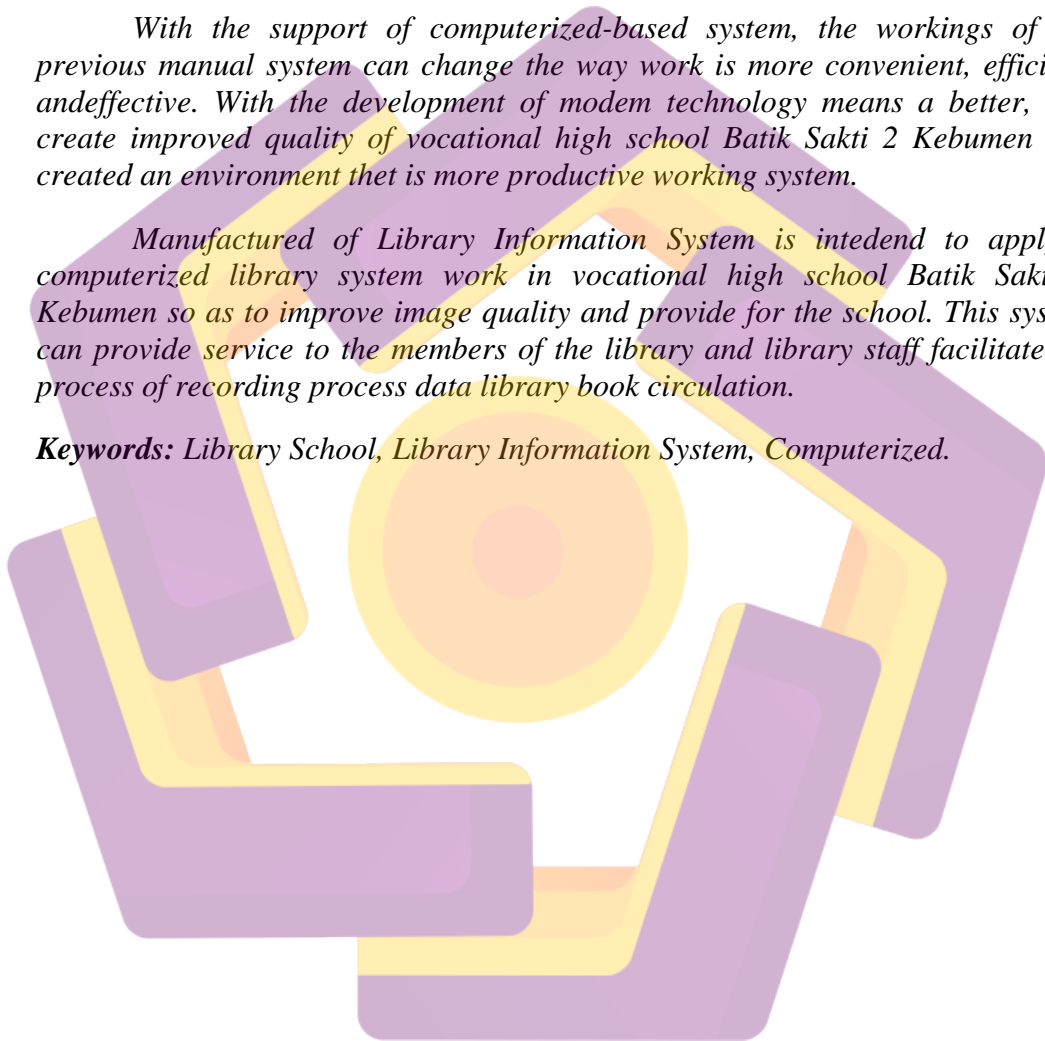 With the support of computerized-based system, the workings of
previous manual system can change the way work is more convenient, effici
andeffective. With the development of modem technology means a better,
create improved quality of vocational high school Batik Sakti 2 Kebumen
created an environment thet is more productive working system.
Manufactured of Library Information System is intedend to apply
computerized library system work in vocational high school Batik Sakt
Kebumen so as to improve image quality and provide for the school. This sys
can provide service to the members of the library and library staff facilitate
process of recording process data library book circulation.
Keywords: Library School, Library Information System, Computerized.